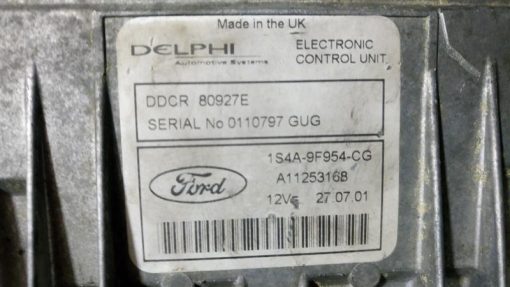 Made in the UK
DELPHI
Automotive Systems
ELECTRONIC
CONTROL UNIT
DDCR 80927E
SERIAL No 0110797 GUG
Ford
1S4A-9F954-CG
A11253168
12V 27.07.01